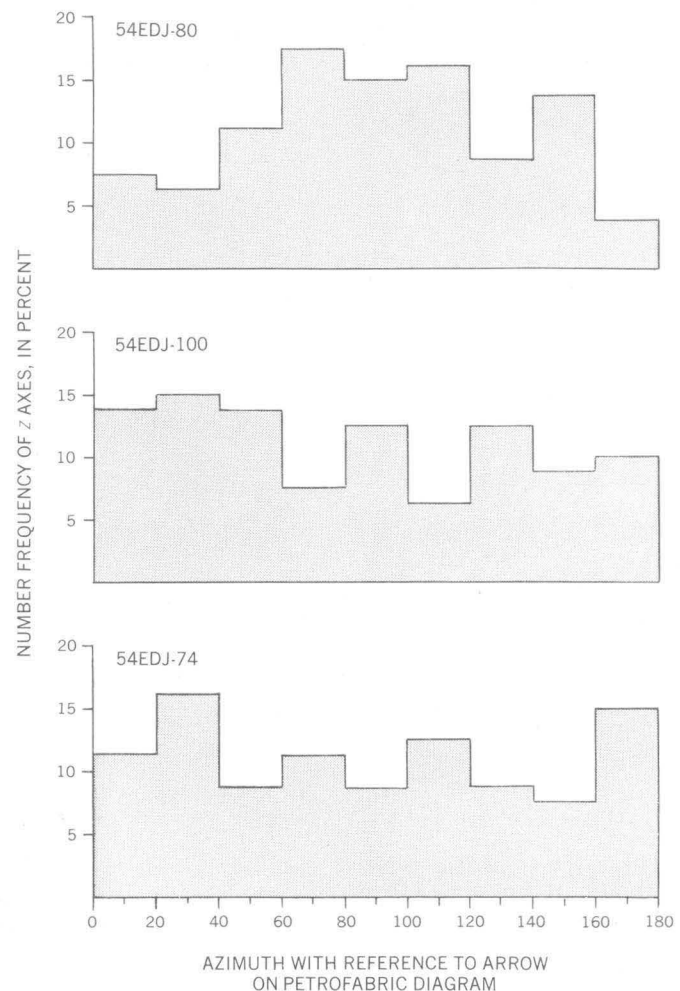 20
54EDJ-80
15
10
5
NUMBER FREQUENCY OF z AXES, IN PERCENT
20
54EDJ-100
15
10
5
20
54EDJ-74
15
10
5
0 20 40 60 80 100 120 140 160 180
AZIMUTH WITH REFERENCE TO ARROW
ON PETROFABRIC DIAGRAM